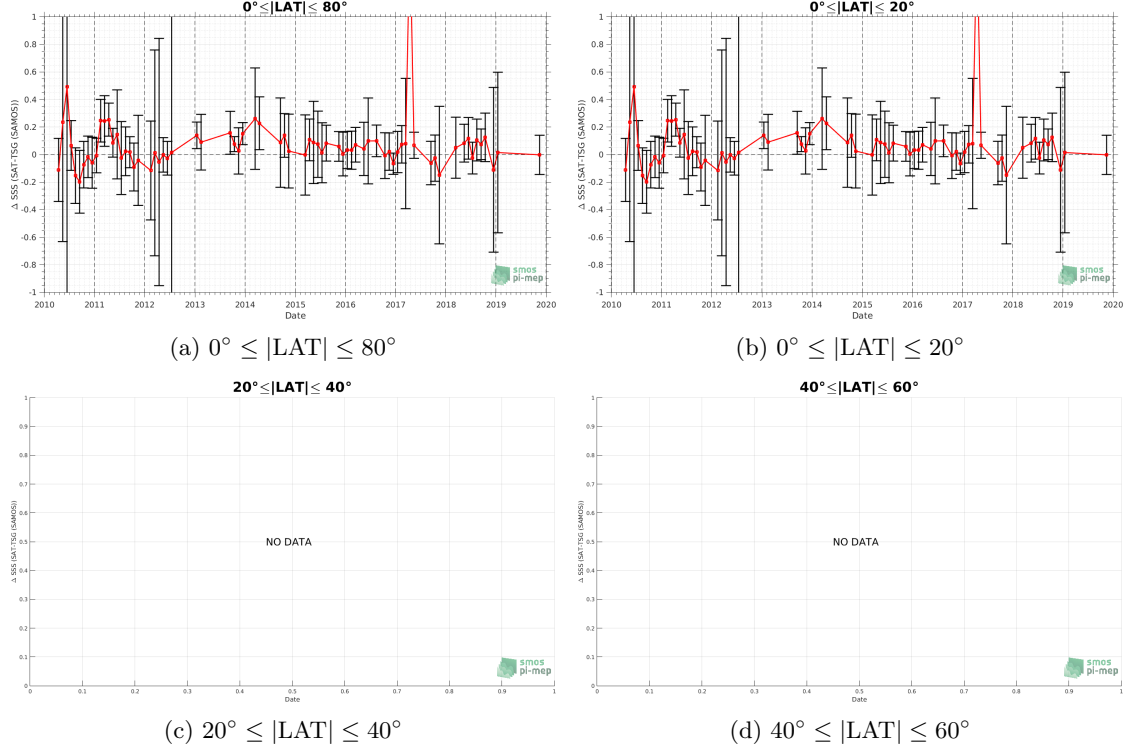 0°≤|LAT|≤ 80°
1
0.8
0.6
0.4
0.2
0
-0.2
-0.4
-0.6
-0.8
-1
Δ SSS (SAT-TSG (SAMOS))
2010 2011 2012 2013 2014 2015 2016 2017 2018 2019 2020
Date
smos
pi-mep
(a) 0° ≤ |LAT| ≤ 80°
0°≤|LAT|≤ 20°
1
0.8
0.6
0.4
0.2
0
-0.2
-0.4
-0.6
-0.8
-1
Δ SSS (SAT-TSG (SAMOS))
2010 2011 2012 2013 2014 2015 2016 2017 2018 2019 2020
Date
smos
pi-mep
(b) 0° ≤ |LAT| ≤ 20°
20°≤|LAT|≤ 40°
1
0.9
0.8
0.7
0.6
0.5
0.4
0.3
0.2
0.1
0
Δ SSS (SAT-TSG (SAMOS))
NO DATA
0 0.1 0.2 0.3 0.4 0.5 0.6 0.7 0.8 0.9 1
Date
smos
pi-mep
(c) 20° ≤ |LAT| ≤ 40°
40°≤|LAT|≤ 60°
1
0.9
0.8
0.7
0.6
0.5
0.4
0.3
0.2
0.1
0
Δ SSS (SAT-TSG (SAMOS))
NO DATA
0 0.1 0.2 0.3 0.4 0.5 0.6 0.7 0.8 0.9 1
Date
smos
pi-mep
(d) 40° ≤ |LAT| ≤ 60°